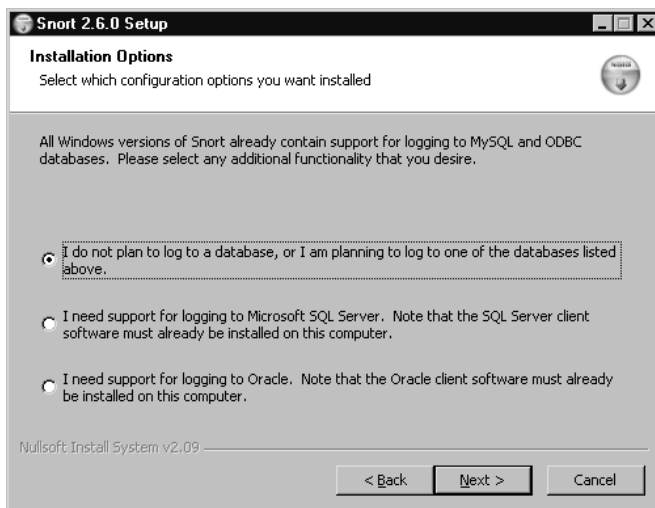 Snort 2.6.0 Setup
Installation Options
Select which configuration options you want installed
All Windows versions of Snort already contain support for logging to MySQL and ODBC
databases.  Please select any additional functionality that you desire.
I do not plan to log to a database, or I am planning to log to one of the databases listed
above.
I need support for logging to Microsoft SQL Server.  Note that the SQL Server client
software must already be installed on this computer.
I need support for logging to Oracle.  Note that the Oracle client software must already
be installed on this computer.
Nullsoft Install System v2.09
< Back
Next >
Cancel